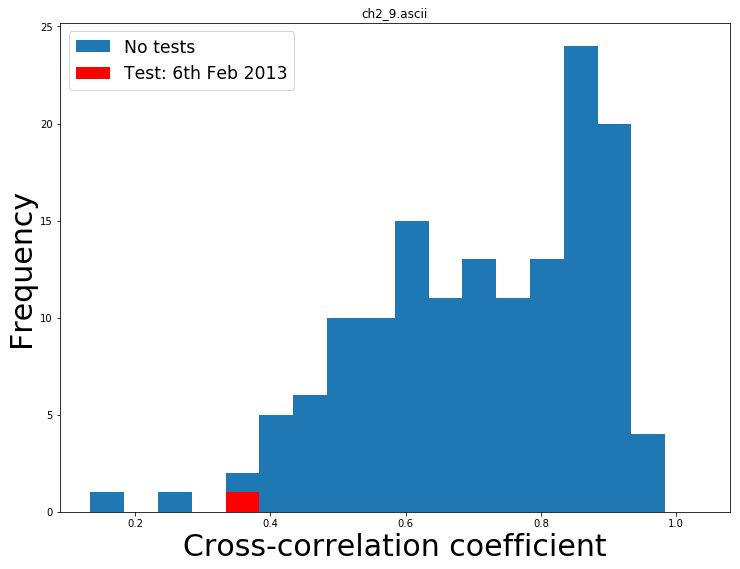 ch2_9.ascii
No tests
Test: 6th Feb 2013
Frequency
25
20
15
10
5
0
0.2 0.4 0.6 0.8 1.0
Cross-correlation coefficient